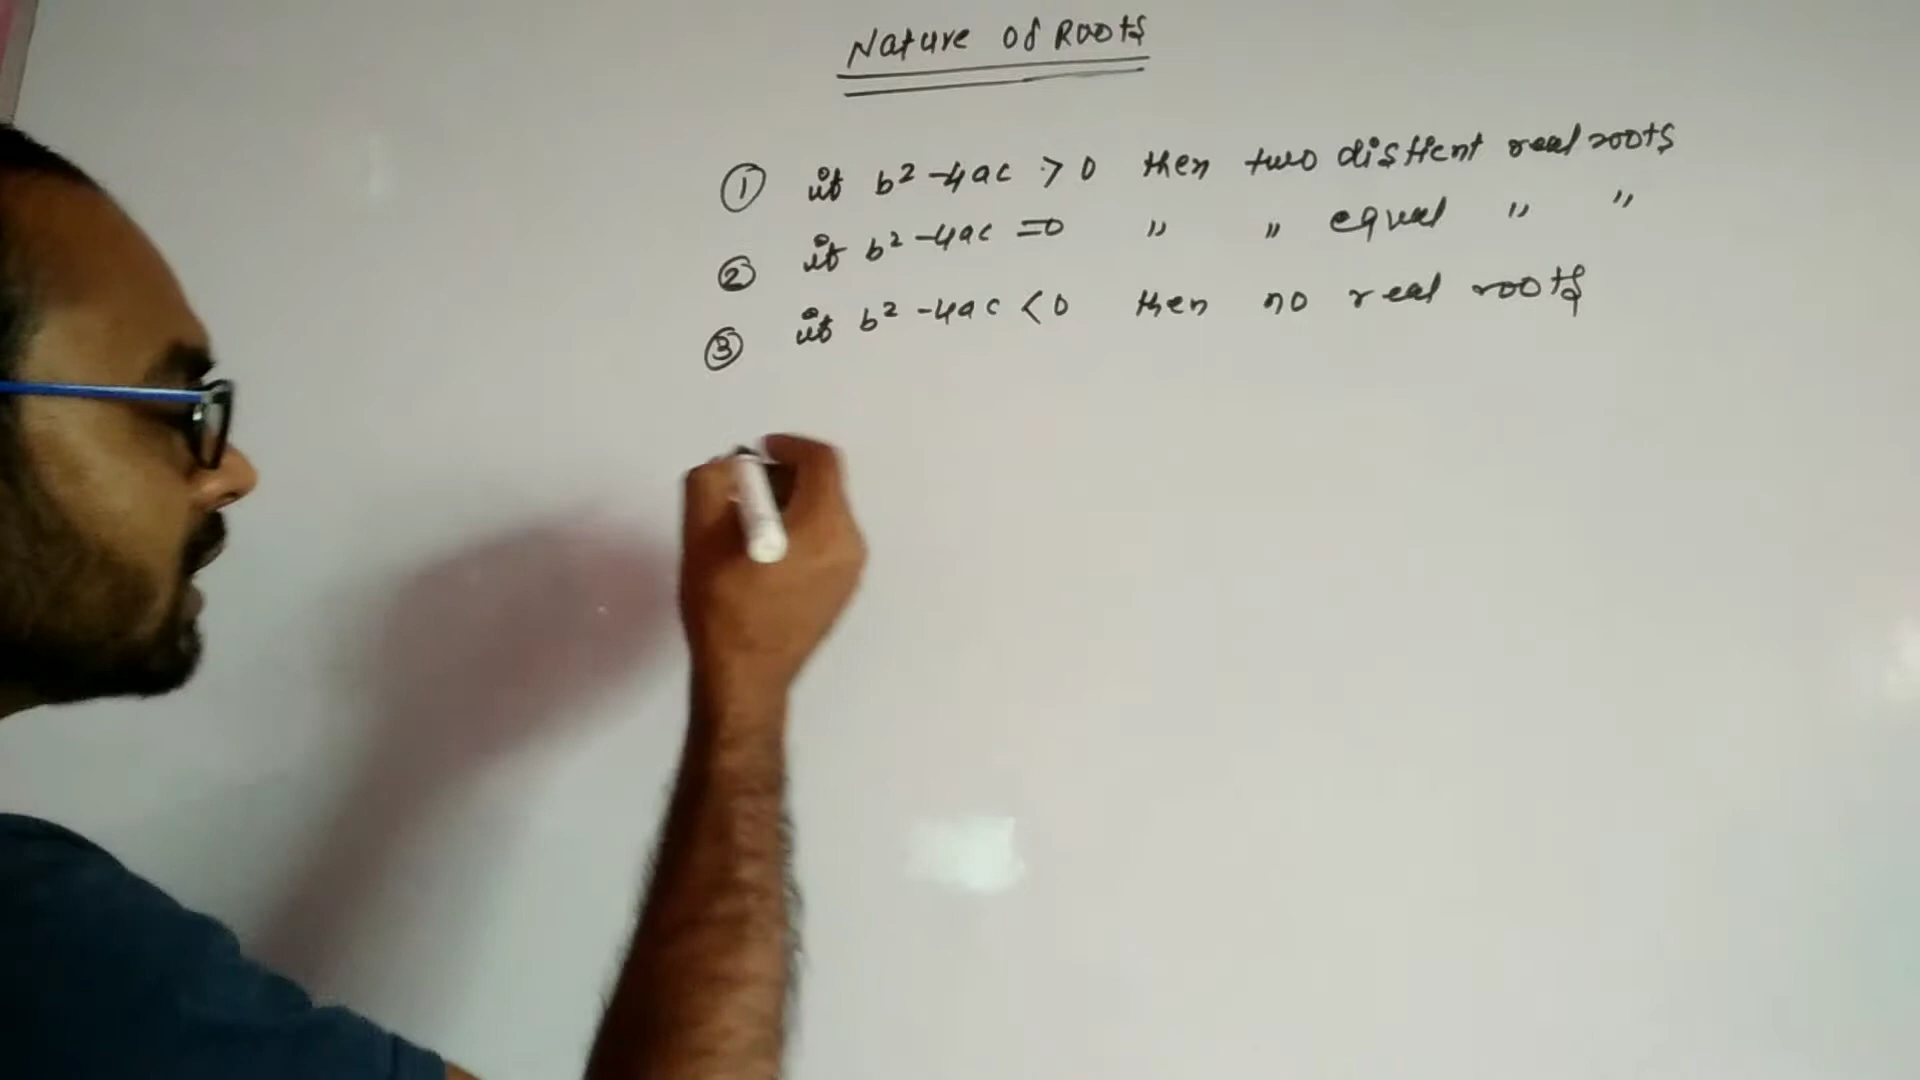 Nature of Roots
① if b² -4ac > 0 then two distient real roots
② if b² -4ac =0 " " equal " "
③ if b² -4ac < 0 then no real roots